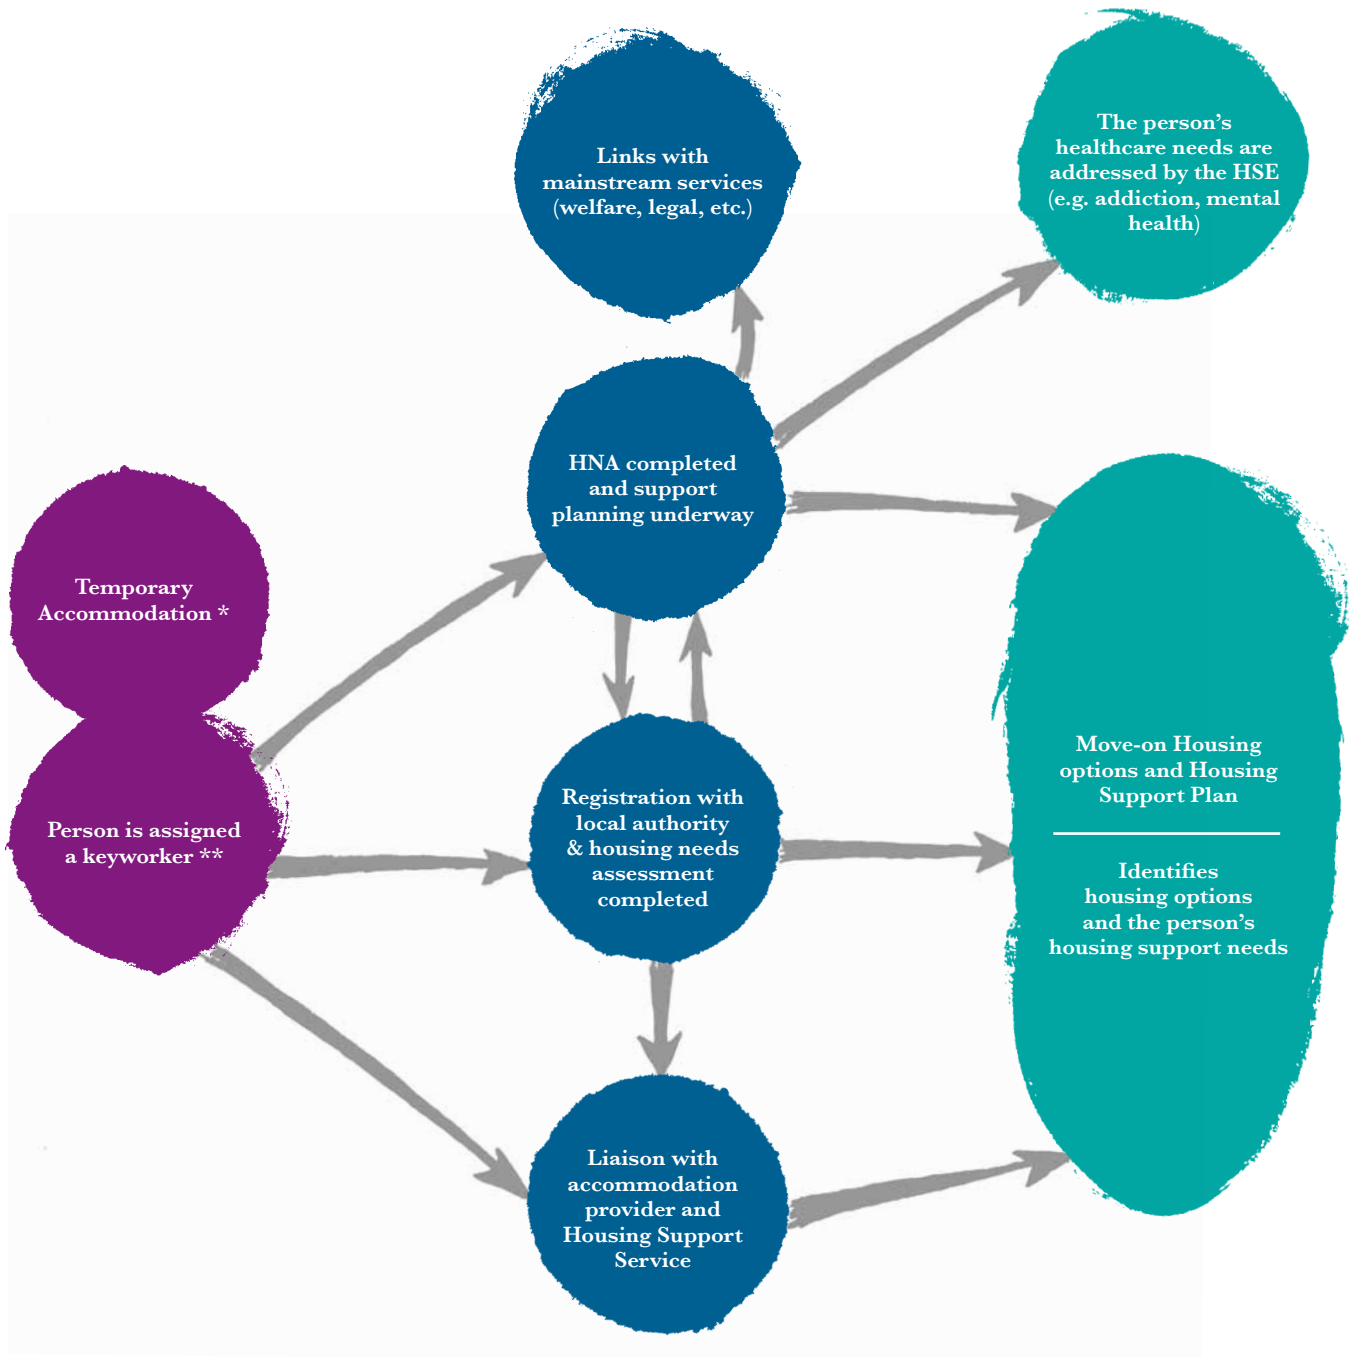 Links with
mainstream services
(welfare, legal, etc.)
The person’s
healthcare needs are
addressed by the HSE
(e.g. addiction, mental
health)
HNA completed
and support
planning underway
Temporary
Accommodation *
Person is assigned
a keyworker **
Registration with
local authority
& housing needs
assessment
completed
Move-on Housing
options and Housing
Support Plan
Identifies
housing options
and the person’s
housing support needs
Liaison with
accommodation
provider and
Housing Support
Service